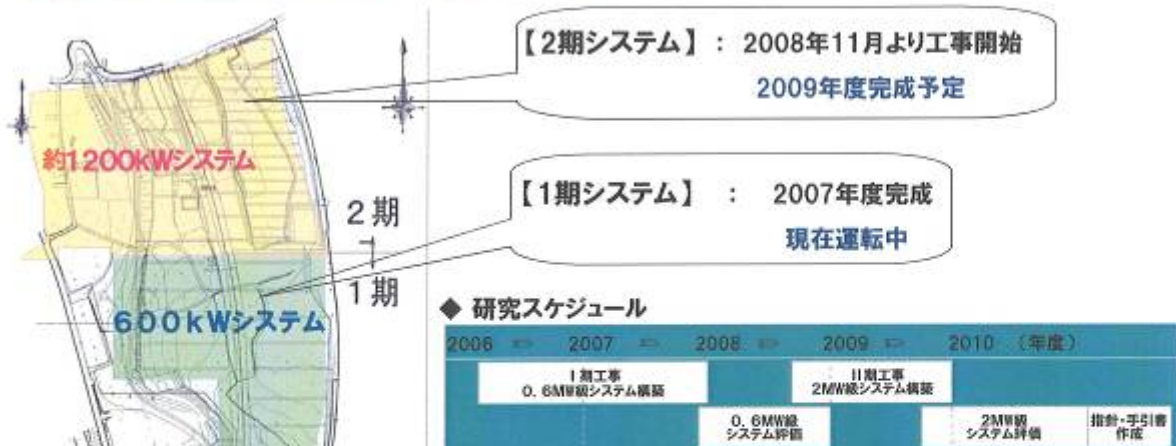 【2期システム】 : 2008年11月より工事開始
2009年度完成予定
約1200kWシステム
【1期システム】 : 2007年度完成
現在運転中
2期
1期
600kWシステム
◆ 研究スケジュール
2006 ⇨ 2007 ⇨ 2008 ⇨ 2009 ⇨ 2010 (年度)
I期工事
0.6MW級システム構築
II期工事
2MW級システム構築
0.6MW級
システム評価
2MW級
システム評価
指針・手引書
作成